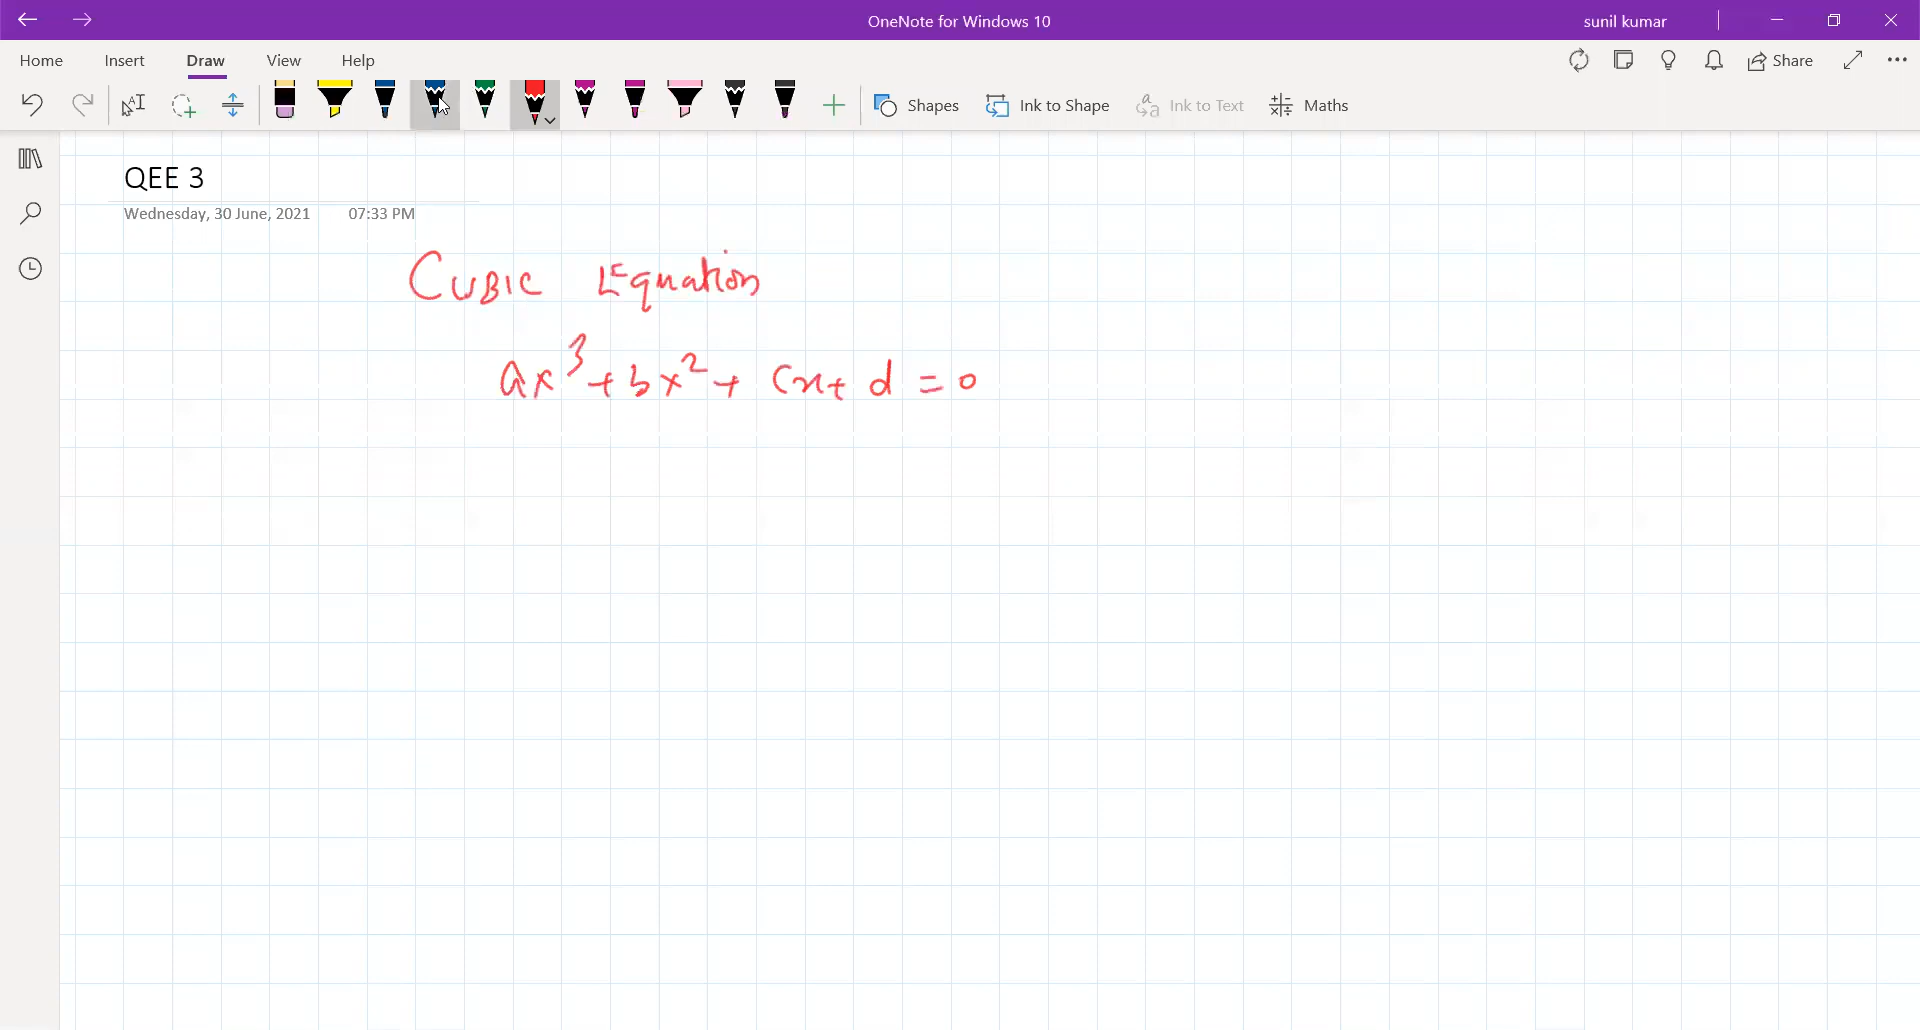 OneNote for Windows 10
sunil kumar
Home Insert Draw View Help
Share
Shapes Ink to Shape Ink to Text Maths
QEE 3
Wednesday, 30 June, 2021 07:33 PM
CUBIC Equation
ax³ + bx² + cx + d = 0